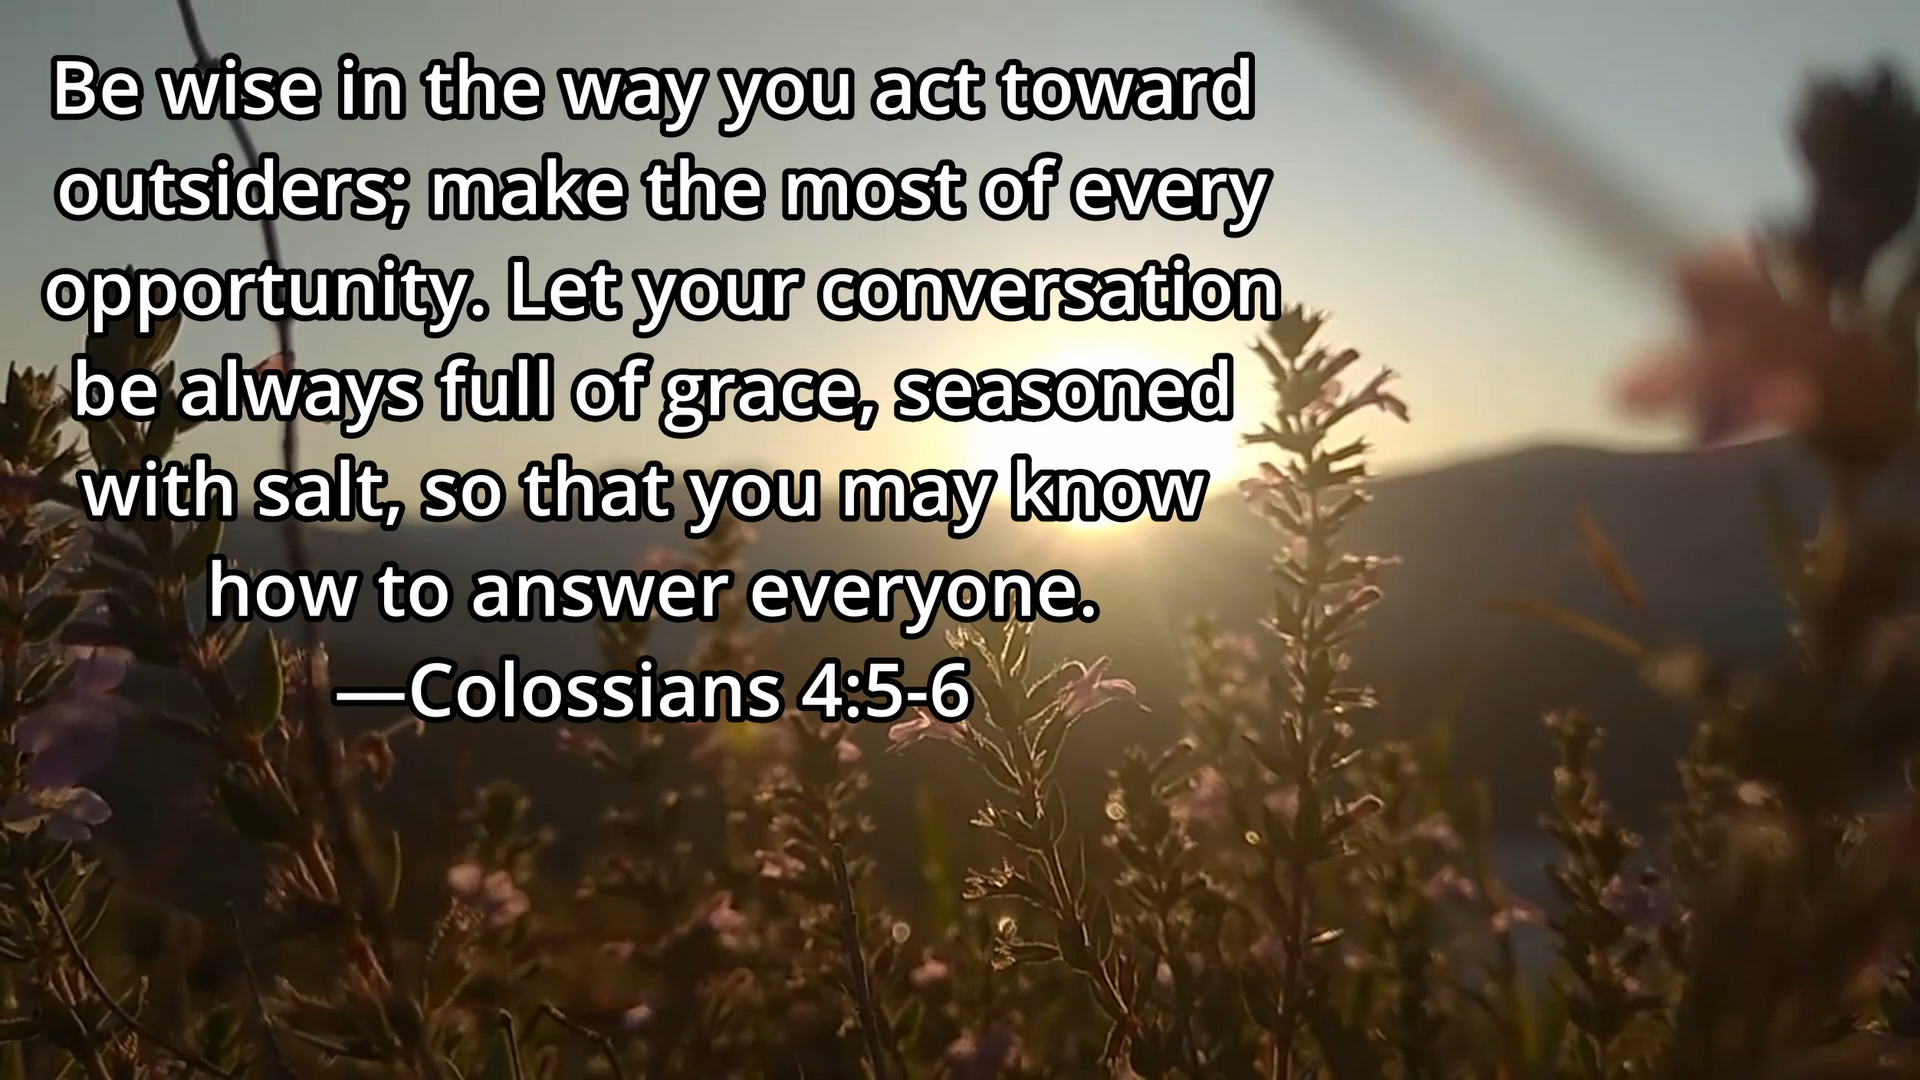 Be wise in the way you act toward
outsiders; make the most of every
opportunity. Let your conversation
be always full of grace, seasoned
with salt, so that you may know
how to answer everyone.
—Colossians 4:5-6